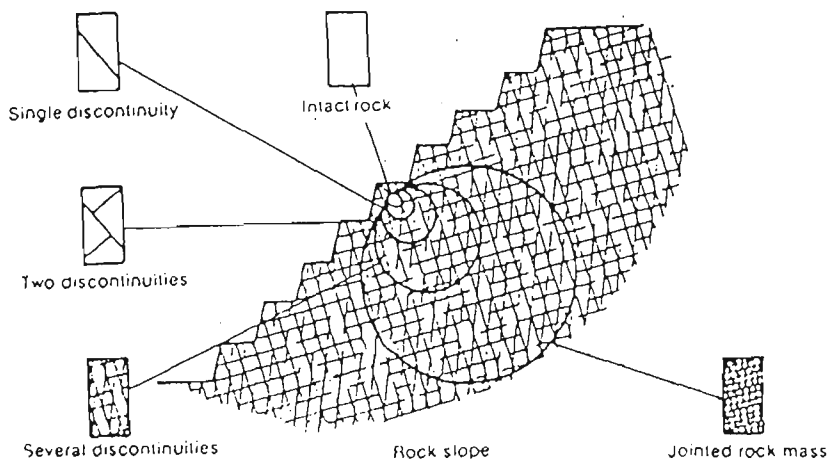 Single discontinuity
Intact rock
Two discontinuities
Several discontinuities
Rock slope
Jointed rock mass